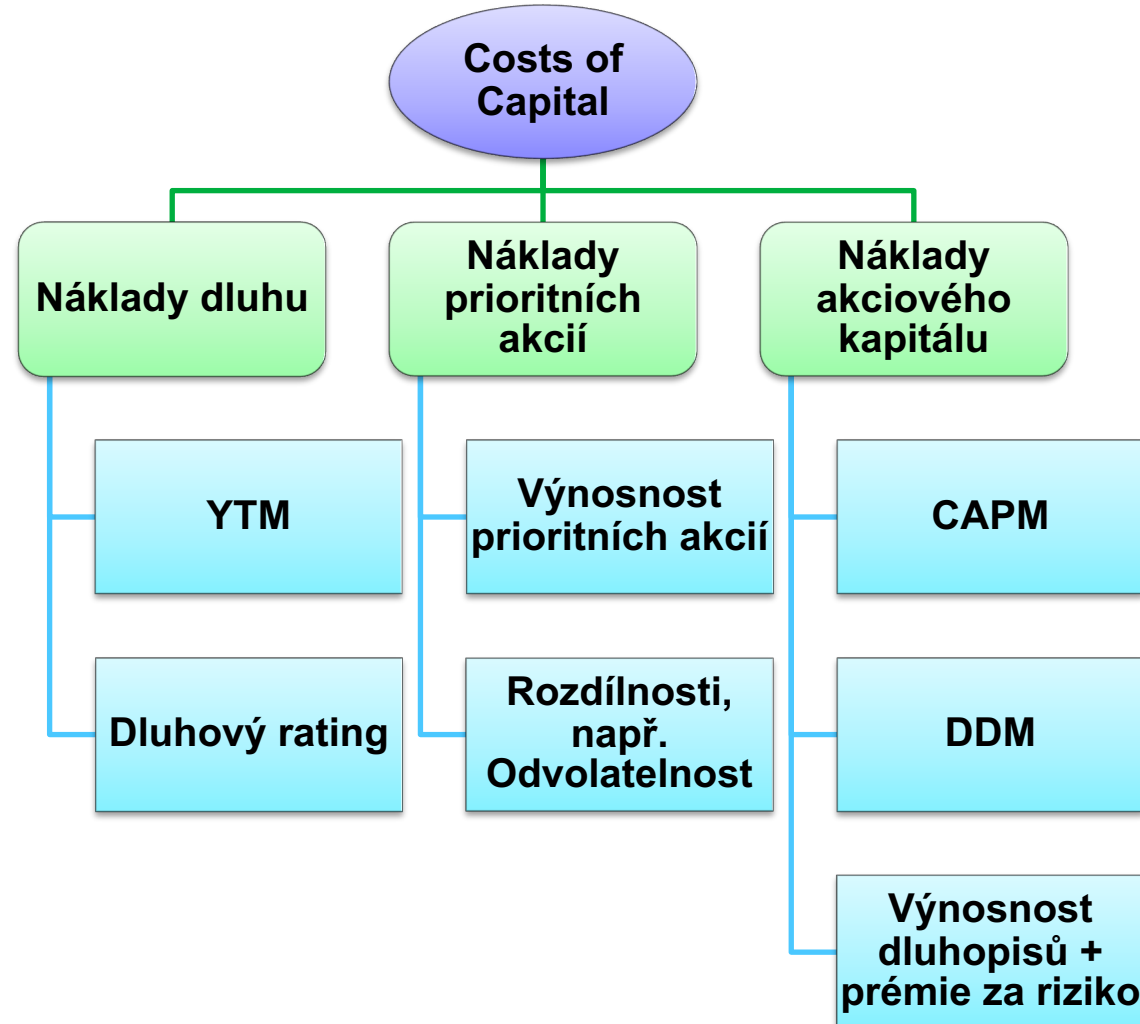 Costs of
Capital
Náklady dluhu
Náklady
prioritních
akcií
Náklady
akciového
kapitálu
YTM
Výnosnost
prioritních akcií
CAPM
Dluhový rating
Rozdílnosti,
např.
Odvolatelnost
DDM
Výnosnost
dluhopisů +
prémie za riziko